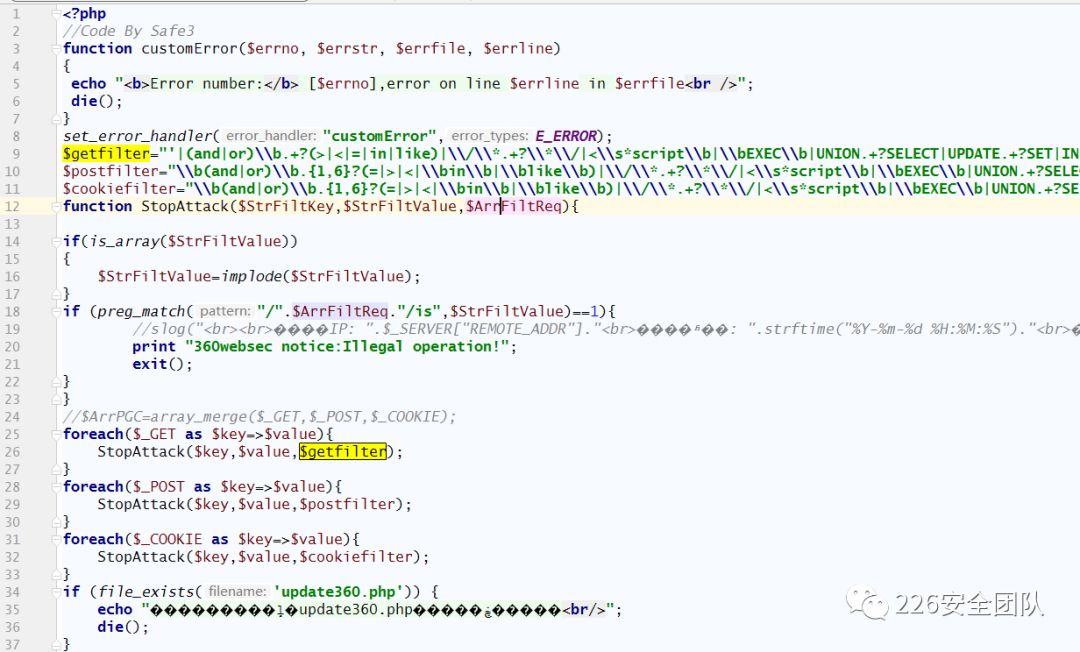 1 <?php
2 //Code By Safe3
3 function customError($errno, $errstr, $errfile, $errline)
4 {
5 echo "<b>Error number:</b> [$errno],error on line $errline in $errfile<br />";
6 die();
7 }
8 set_error_handler( error_handler: "customError", error_types: E_ERROR);
9 $getfilter="'|(and|or)\\b.+?(>|<|=|in|like)|\\/\\*.+?\\*\\/|<\\s*script\\b|\\bEXEC\\b|UNION.+?SELECT|UPDATE.+?SET|IN
10 $postfilter="\\b(and|or)\\b.{1,6}?(=|>|<|\\bin\\b|\\blike\\b)|\\/\\*.+?\\*\\/|<\\s*script\\b|\\bEXEC\\b|UNION.+?SE
11 $cookiefilter="\\b(and|or)\\b.{1,6}?(=|>|<|\\bin\\b|\\blike\\b)|\\/\\*.+?\\*\\/|<\\s*script\\b|\\bEXEC\\b|UNION.+?SE
12 function StopAttack($StrFiltKey,$StrFiltValue,$ArrFiltReq){
13
14 if(is_array($StrFiltValue))
15 {
16 $StrFiltValue=implode($StrFiltValue);
17 }
18 if (preg_match( pattern: "/".$ArrFiltReq."/is",$StrFiltValue)==1){
19 //slog("<br><br>����IP: ".$_SERVER["REMOTE_ADDR"]."<br>����ʱ��: ".strftime("%Y-%m-%d %H:%M:%S")."<br>�
20 print "360websec notice:Illegal operation!";
21 exit();
22 }
23 }
24 //$ArrPGC=array_merge($_GET,$_POST,$_COOKIE);
25 foreach($_GET as $key=>$value){
26 StopAttack($key,$value,$getfilter);
27 }
28 foreach($_POST as $key=>$value){
29 StopAttack($key,$value,$postfilter);
30 }
31 foreach($_COOKIE as $key=>$value){
32 StopAttack($key,$value,$cookiefilter);
33 }
34 if (file_exists( filename: 'update360.php')) {
35 echo "update360.php<br/>";
36 die();
37 }
226安全团队